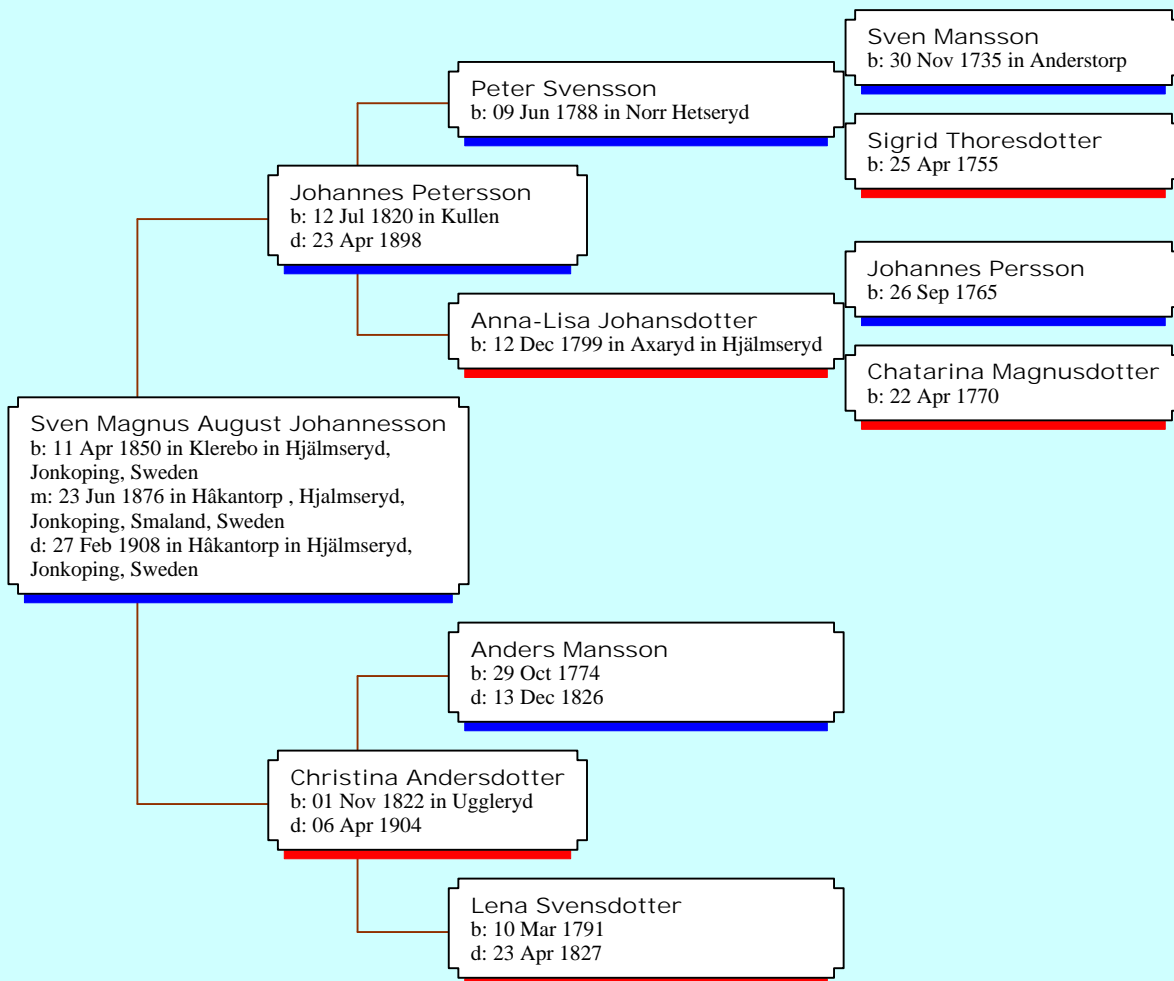 Sven Mansson
b: 30 Nov 1735 in Anderstorp
Peter Svensson
b: 09 Jun 1788 in Norr Hetseryd
Sigrid Thoresdotter
b: 25 Apr 1755
Johannes Petersson
b: 12 Jul 1820 in Kullen
d: 23 Apr 1898
Johannes Persson
b: 26 Sep 1765
Anna-Lisa Johansdotter
b: 12 Dec 1799 in Axaryd in Hjälmseryd
Chatarina Magnusdotter
b: 22 Apr 1770
Sven Magnus August Johannesson
b: 11 Apr 1850 in Klerebo in Hjälmseryd,
Jonkoping, Sweden
m: 23 Jun 1876 in Hâkantorp , Hjalmseryd,
Jonkoping, Smaland, Sweden
d: 27 Feb 1908 in Hâkantorp in Hjälmseryd,
Jonkoping, Sweden
Anders Mansson
b: 29 Oct 1774
d: 13 Dec 1826
Christina Andersdotter
b: 01 Nov 1822 in Uggleryd
d: 06 Apr 1904
Lena Svensdotter
b: 10 Mar 1791
d: 23 Apr 1827